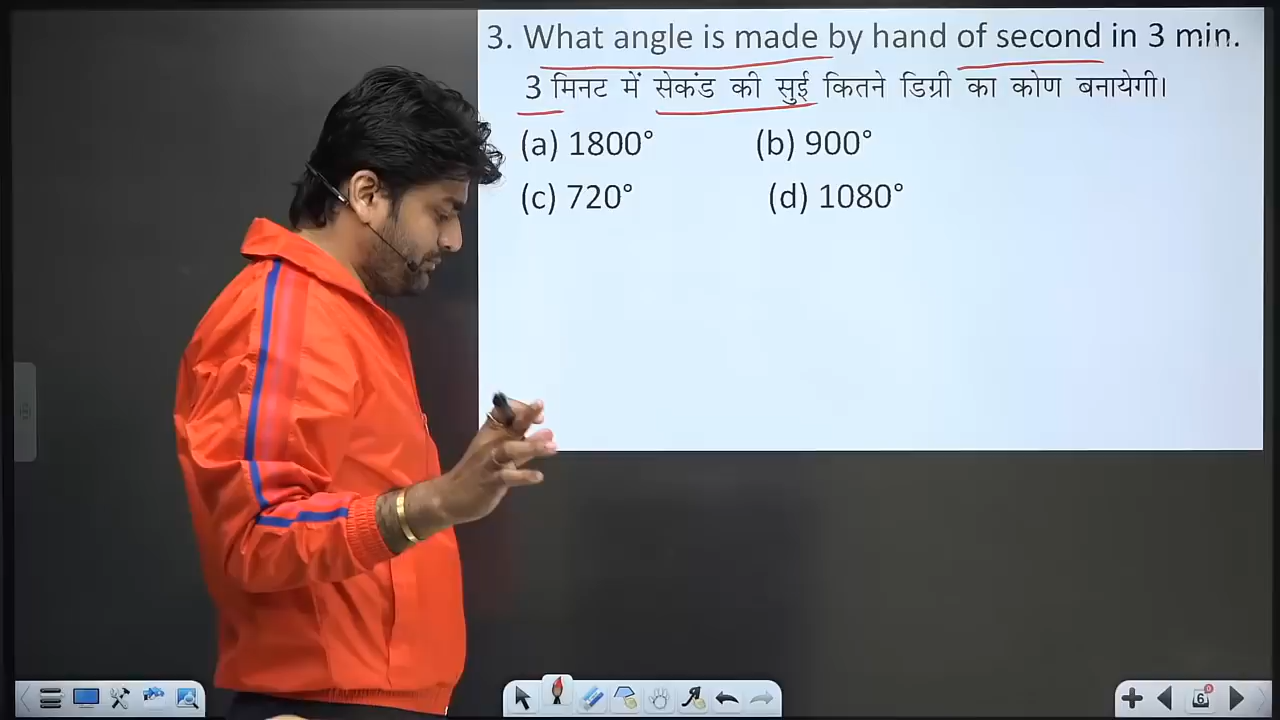 3. What angle is made by hand of second in 3 min.
3 मिनट में सेकंड की सुई कितने डिग्री का कोण बनायेगी।
(a) 1800° (b) 900°
(c) 720° (d) 1080°
6